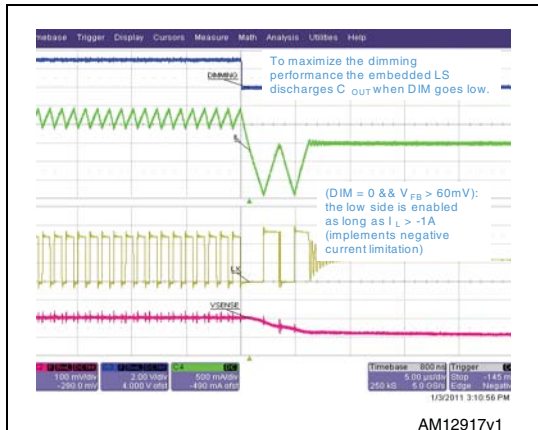 Timebase Trigger Display Cursors Measure Math Analysis Utilities Help
To maximize the dimming
performance the embedded LS
discharges C OUT when DIM goes low.
DIMMING
IL
(DIM = 0 && V FB > 60mV):
the low side is enabled
as long as I L > -1A
(implements negative
current limitation)
LX
VSENSE
100 mV/div
-290.0 mV
2.00 V/div
4.000 V ofst
C4
500 mA/div
-490 mA ofst
Timebase 800 ns
5.00 µs/div
250 kS 5.0 GS/s
Trigger
Stop -145 m
Edge Negativ
1/3/2011 3:10:56 PM
AM12917v1